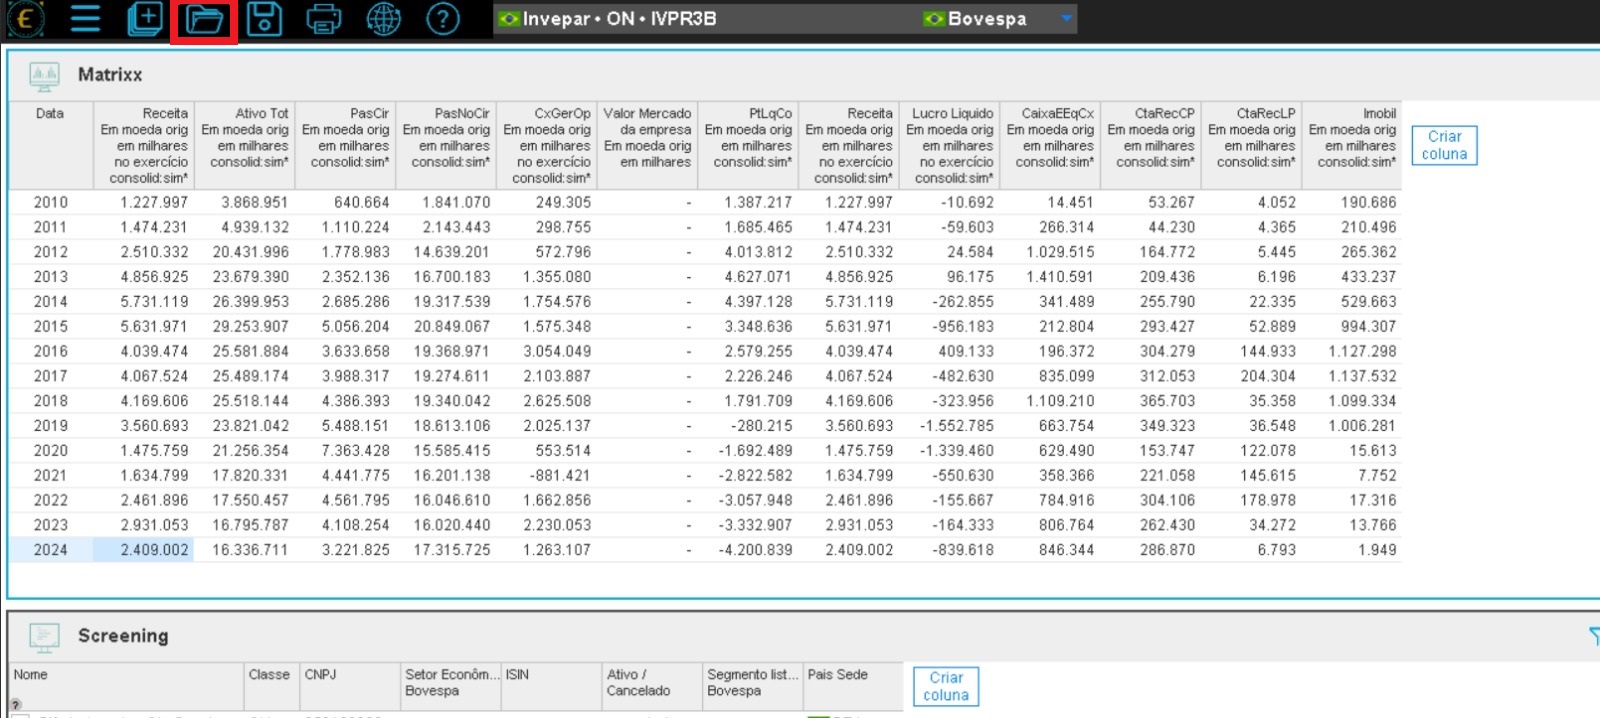 Invepar • ON • IVPR3B Bovespa
Matrixx
Data Receita Ativo Tot PasCir PasNoCir CxGerOp Valor Mercado PtLqCo Receita Lucro Liquido CaixaEEqCx CtaRecCP CtaRecLP Imobil
Em moeda orig Em moeda orig Em moeda orig Em moeda orig Em moeda orig da empresa Em moeda orig Em moeda orig Em moeda orig Em moeda orig Em moeda orig Em moeda orig Em moeda orig
em milhares em milhares em milhares em milhares em milhares Em moeda orig em milhares em milhares em milhares em milhares em milhares em milhares em milhares
no exercício consolid:sim* consolid:sim* consolid:sim* no exercício em milhares consolid:sim* no exercício no exercício consolid:sim* consolid:sim* consolid:sim* consolid:sim*
consolid:sim* consolid:sim* consolid:sim* consolid:sim*
Criar
coluna
2010 1.227.997 3.868.951 640.664 1.841.070 249.305 - 1.387.217 1.227.997 -10.692 14.451 53.267 4.052 190.686
2011 1.474.231 4.939.132 1.110.224 2.143.443 298.755 - 1.685.465 1.474.231 -59.603 266.314 44.230 4.365 210.496
2012 2.510.332 20.431.996 1.778.983 14.639.201 572.796 - 4.013.812 2.510.332 24.584 1.029.515 164.772 5.445 265.362
2013 4.856.925 23.679.390 2.352.136 16.700.183 1.355.080 - 4.627.071 4.856.925 96.175 1.410.591 209.436 6.196 433.237
2014 5.731.119 26.399.953 2.685.286 19.317.539 1.754.576 - 4.397.128 5.731.119 -262.855 341.489 255.790 22.335 529.663
2015 5.631.971 29.253.907 5.056.204 20.849.067 1.575.348 - 3.348.636 5.631.971 -956.183 212.804 293.427 52.889 994.307
2016 4.039.474 25.581.884 3.633.658 19.368.971 3.054.049 - 2.579.255 4.039.474 409.133 196.372 304.279 144.933 1.127.298
2017 4.067.524 25.489.174 3.988.317 19.274.611 2.103.887 - 2.226.246 4.067.524 -482.630 835.099 312.053 204.304 1.137.532
2018 4.169.606 25.518.144 4.386.393 19.340.042 2.625.508 - 1.791.709 4.169.606 -323.956 1.109.210 365.703 35.358 1.099.334
2019 3.560.693 23.821.042 5.488.151 18.613.106 2.025.137 - -280.215 3.560.693 -1.552.785 663.754 349.323 36.548 1.006.281
2020 1.475.759 21.256.354 7.363.428 15.585.415 553.514 - -1.692.489 1.475.759 -1.339.460 629.490 153.747 122.078 15.613
2021 1.634.799 17.820.331 4.441.775 16.201.138 -881.421 - -2.822.582 1.634.799 -550.630 358.366 221.058 145.615 7.752
2022 2.461.896 17.550.457 4.561.795 16.046.610 1.662.856 - -3.057.948 2.461.896 -155.667 784.916 304.106 178.978 17.316
2023 2.931.053 16.795.787 4.108.254 16.020.440 2.230.053 - -3.332.907 2.931.053 -164.333 806.764 262.430 34.272 13.766
2024 2.409.002 16.336.711 3.221.825 17.315.725 1.263.107 - -4.200.839 2.409.002 -839.618 846.344 286.870 6.793 1.949
Screening
Nome Classe CNPJ Setor Econôm... ISIN Ativo / Segmento list... Pais Sede
Bovespa Cancelado Bovespa
Criar
coluna